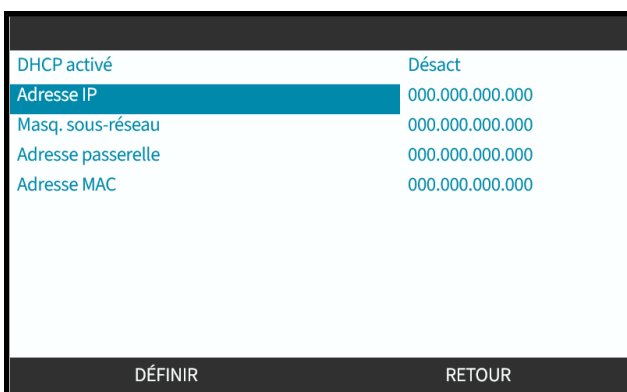 DHCP activé Désact
Adresse IP 000.000.000.000
Masq. sous-réseau 000.000.000.000
Adresse passerelle 000.000.000.000
Adresse MAC 000.000.000.000
DÉFINIR RETOUR